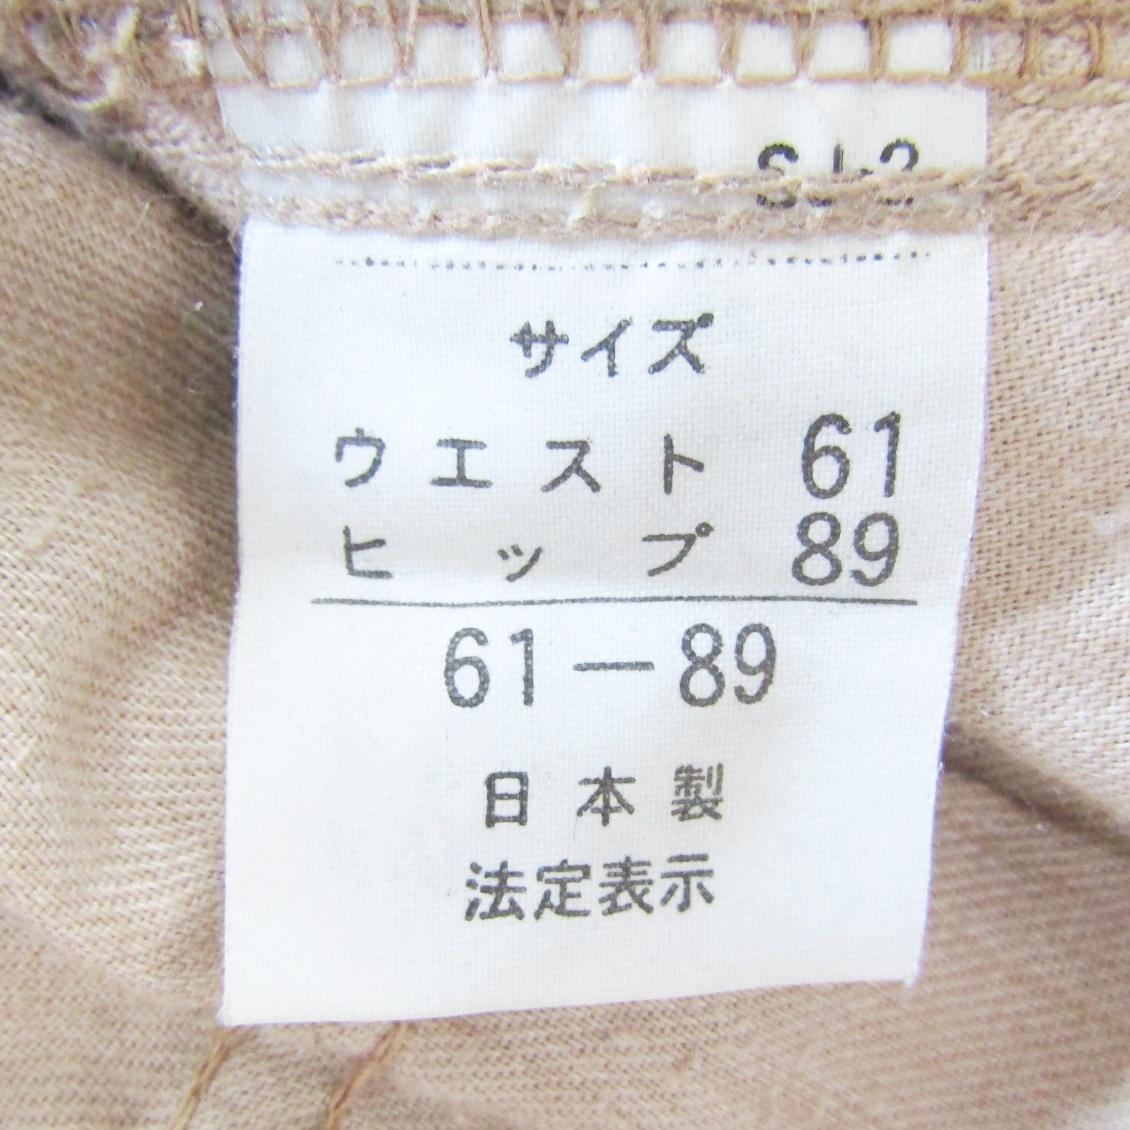 サイズ
ウエスト 61
ヒップ 89
61－89
日本製
法定表示